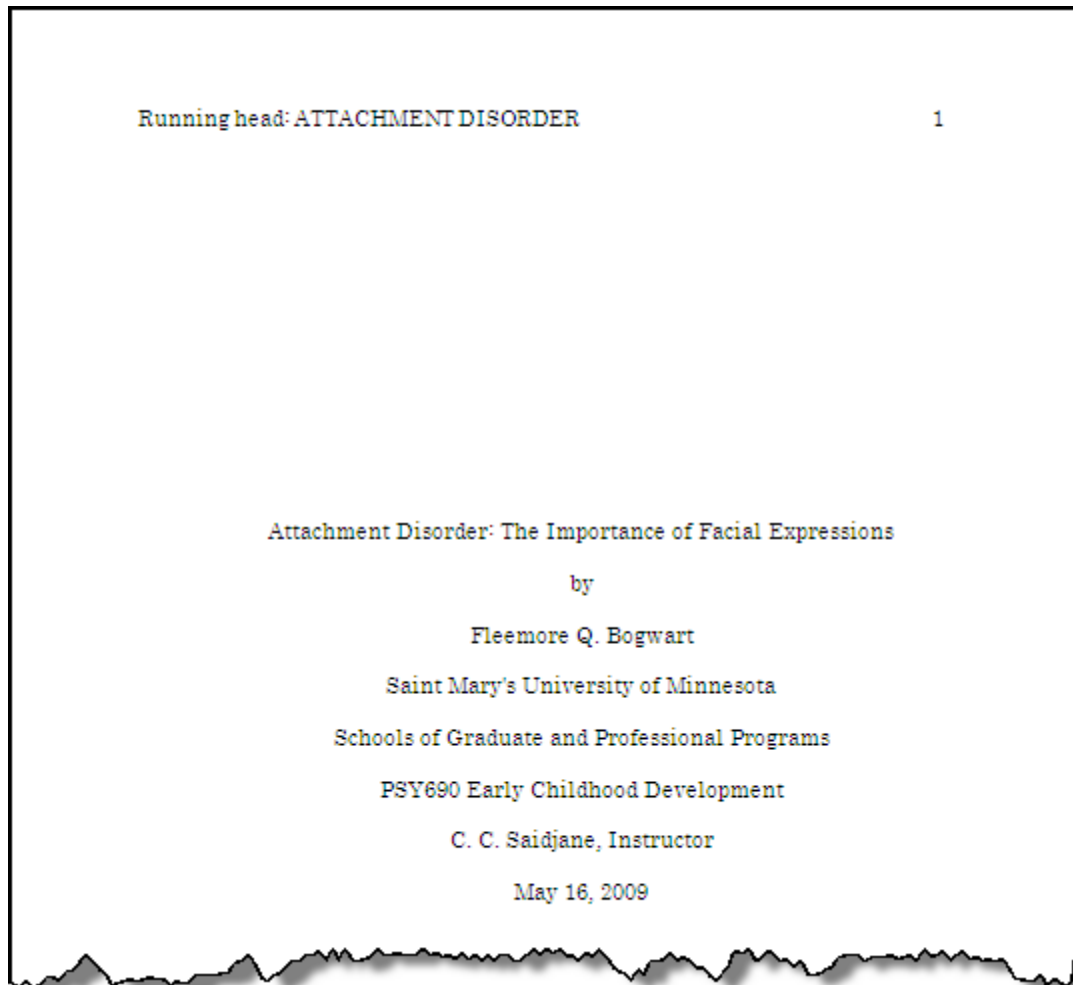 Running head: ATTACHMENT DISORDER 1
Attachment Disorder: The Importance of Facial Expressions
by
Fleemore Q. Bogwart
Saint Mary's University of Minnesota
Schools of Graduate and Professional Programs
PSY690 Early Childhood Development
C. C. Saidjane, Instructor
May 16, 2009